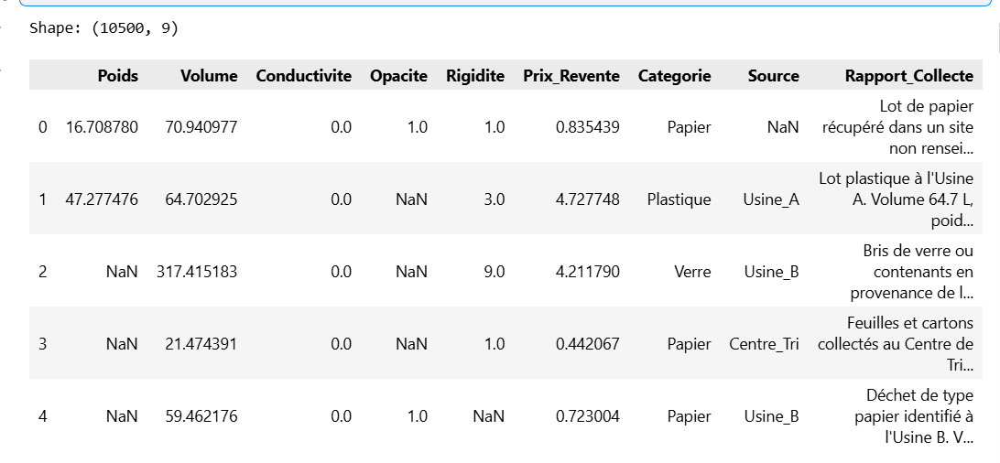 Shape: (10500, 9)
Poids Volume Conductivite Opacite Rigidite Prix_Revente Categorie Source Rapport_Collecte
0 16.708780 70.940977 0.0 1.0 1.0 0.835439 Papier NaN Lot de papier
récupéré dans un site
non rensei...
1 47.277476 64.702925 0.0 NaN 3.0 4.727748 Plastique Usine_A Lot plastique à l'Usine
A. Volume 64.7 L,
poid...
2 NaN 317.415183 0.0 NaN 9.0 4.211790 Verre Usine_B Bris de verre ou
contenants en
provenance de l...
3 NaN 21.474391 0.0 NaN 1.0 0.442067 Papier Centre_Tri Feuilles et cartons
collectés au Centre de
Tri...
4 NaN 59.462176 0.0 1.0 NaN 0.723004 Papier Usine_B Déchet de type
papier identifié à
l'Usine B. V...